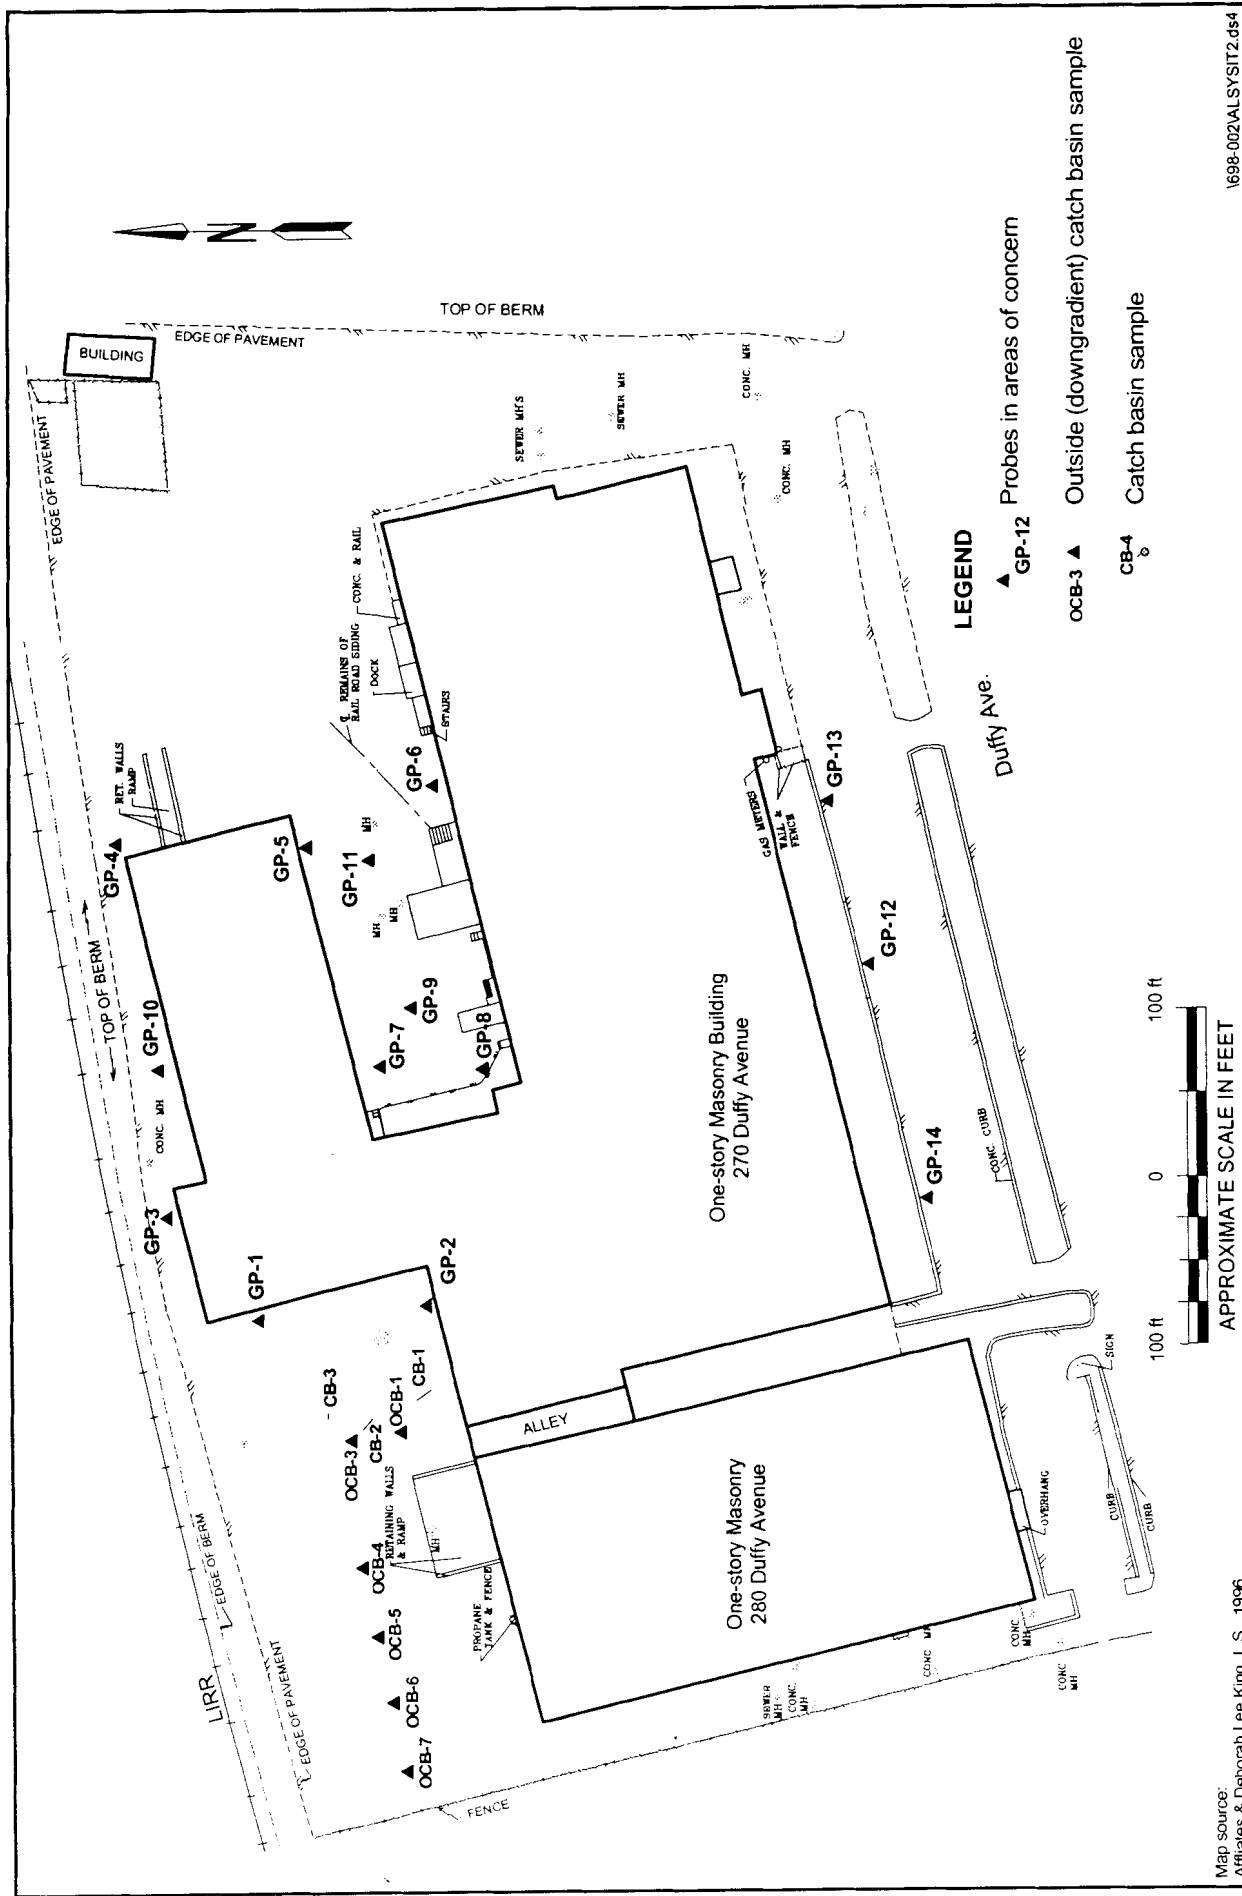 LIRR
EDGE OF BERM
EDGE OF PAVEMENT
TOP OF BERM
EDGE OF PAVEMENT
BUILDING
EDGE OF PAVEMENT
TOP OF BERM
N
RET. WALLS
RAMP
GP-4
GP-10
CONC. MH
GP-3
GP-1
GP-2
GP-5
GP-11
MH
MH
MH
GP-6
GP-7
GP-9
GP-8
REMAINS OF
RAIL ROAD SIDING
CONC. & RAIL
DOCK
STAIRS
SEWER MH'S
SEWER MH
CONC. MH
CONC. MH
CB-3
OCB-3
CB-2
OCB-1
CB-1
OCB-4
RETAINING WALLS
& RAMP
MH
OCB-5
OCB-6
OCB-7
PROPANE
TANK & FENCE
FENCE
ALLEY
One-story Masonry Building
270 Duffy Avenue
One-story Masonry
280 Duffy Avenue
GAS METERS
WALL &
FENCE
GP-13
GP-12
GP-14
CONC. CURB
Duffy Ave.
SIGN
OVERHANG
CURB
CURB
SEWER
MH
CONC.
MH
CONC MH
CONC.
MH
CONC
MH
LEGEND
GP-12 Probes in areas of concern
OCB-3 Outside (downgradient) catch basin sample
CB-4 Catch basin sample
100 ft 0 100 ft
APPROXIMATE SCALE IN FEET
Map source:
Affliates & Deborah Lee King, L.S., 1996
\698-002\ALSYSIT2.ds4